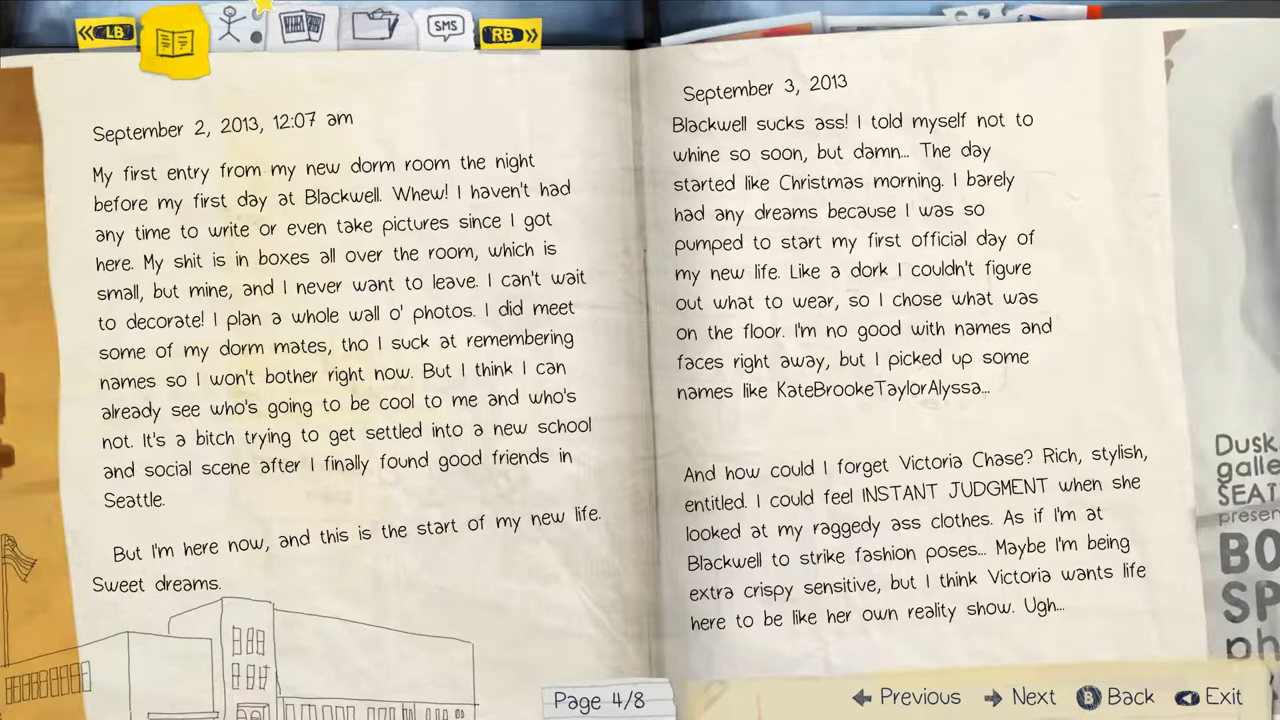 LB
SMS
RB
September 2, 2013, 12:07 am
My first entry from my new dorm room the night
before my first day at Blackwell. Whew! I haven't had
any time to write or even take pictures since I got
here. My shit is in boxes all over the room, which is
small, but mine, and I never want to leave. I can't wait
to decorate! I plan a whole wall o' photos. I did meet
some of my dorm mates, tho I suck at remembering
names so I won't bother right now. But I think I can
already see who's going to be cool to me and who's
not. It's a bitch trying to get settled into a new school
and social scene after I finally found good friends in
Seattle.
But I'm here now, and this is the start of my new life.
Sweet dreams.
September 3, 2013
Blackwell sucks ass! I told myself not to
whine so soon, but damn... The day
started like Christmas morning. I barely
had any dreams because I was so
pumped to start my first official day of
my new life. Like a dork I couldn't figure
out what to wear, so I chose what was
on the floor. I'm no good with names and
faces right away, but I picked up some
names like KateBrookeTaylorAlyssa...
And how could I forget Victoria Chase? Rich, stylish,
entitled. I could feel INSTANT JUDGMENT when she
looked at my raggedy ass clothes. As if I'm at
Blackwell to strike fashion poses... Maybe I'm being
extra crispy sensitive, but I think Victoria wants life
here to be like her own reality show. Ugh...
Dusk
galle
SEAT
presen
BO
SP
ph
Page 4/8
Previous
Next
B Back
Exit